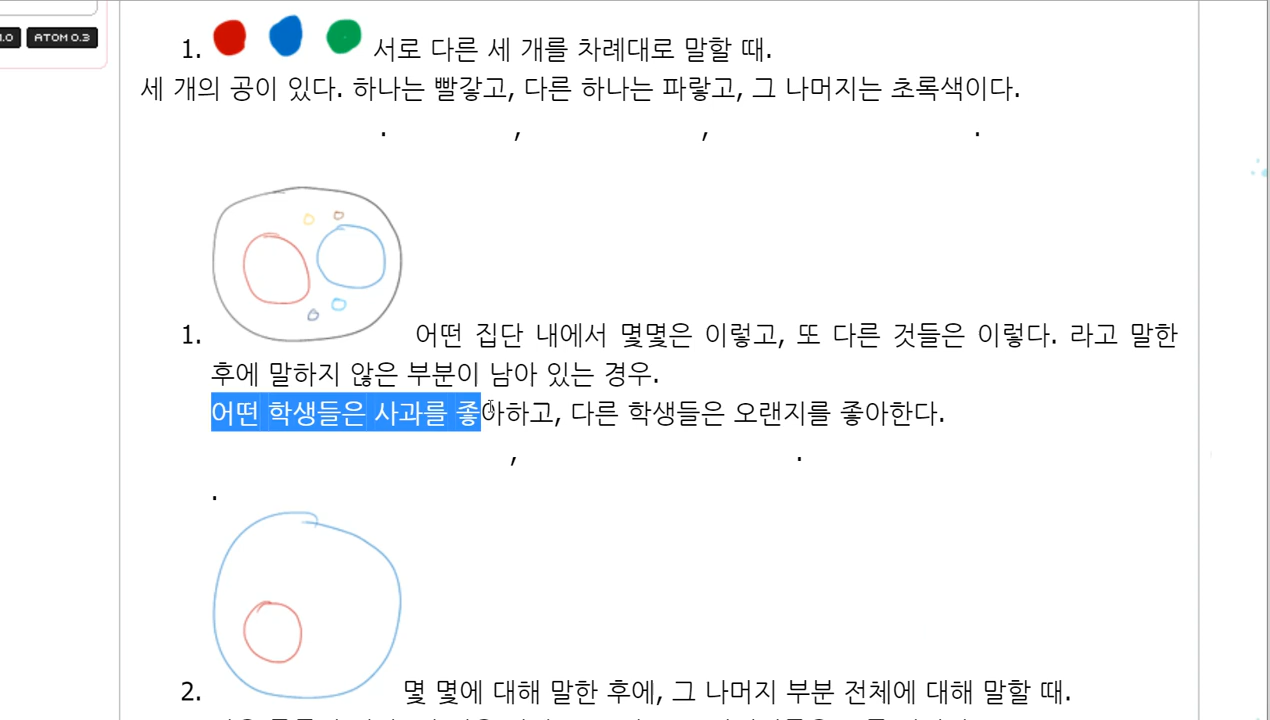 1.0 ATOM 0.3
1. 서로 다른 세 개를 차례대로 말할 때.
세 개의 공이 있다. 하나는 빨갛고, 다른 하나는 파랗고, 그 나머지는 초록색이다.
. , , .
1. 어떤 집단 내에서 몇몇은 이렇고, 또 다른 것들은 이렇다. 라고 말한
후에 말하지 않은 부분이 남아 있는 경우.
어떤 학생들은 사과를 좋아하고, 다른 학생들은 오랜지를 좋아한다.
, .
.
2. 몇 몇에 대해 말한 후에, 그 나머지 부분 전체에 대해 말할 때.